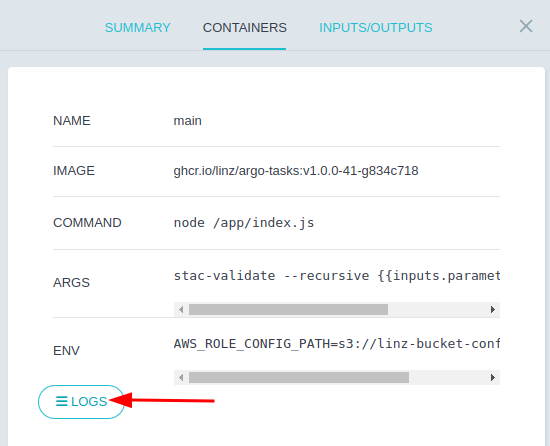 SUMMARY CONTAINERS INPUTS/OUTPUTS
NAME main
IMAGE ghcr.io/linz/argo-tasks:v1.0.0-41-g834c718
COMMAND node /app/index.js
ARGS stac-validate --recursive {{inputs.paramet
ENV AWS_ROLE_CONFIG_PATH=s3://linz-bucket-conf
LOGS